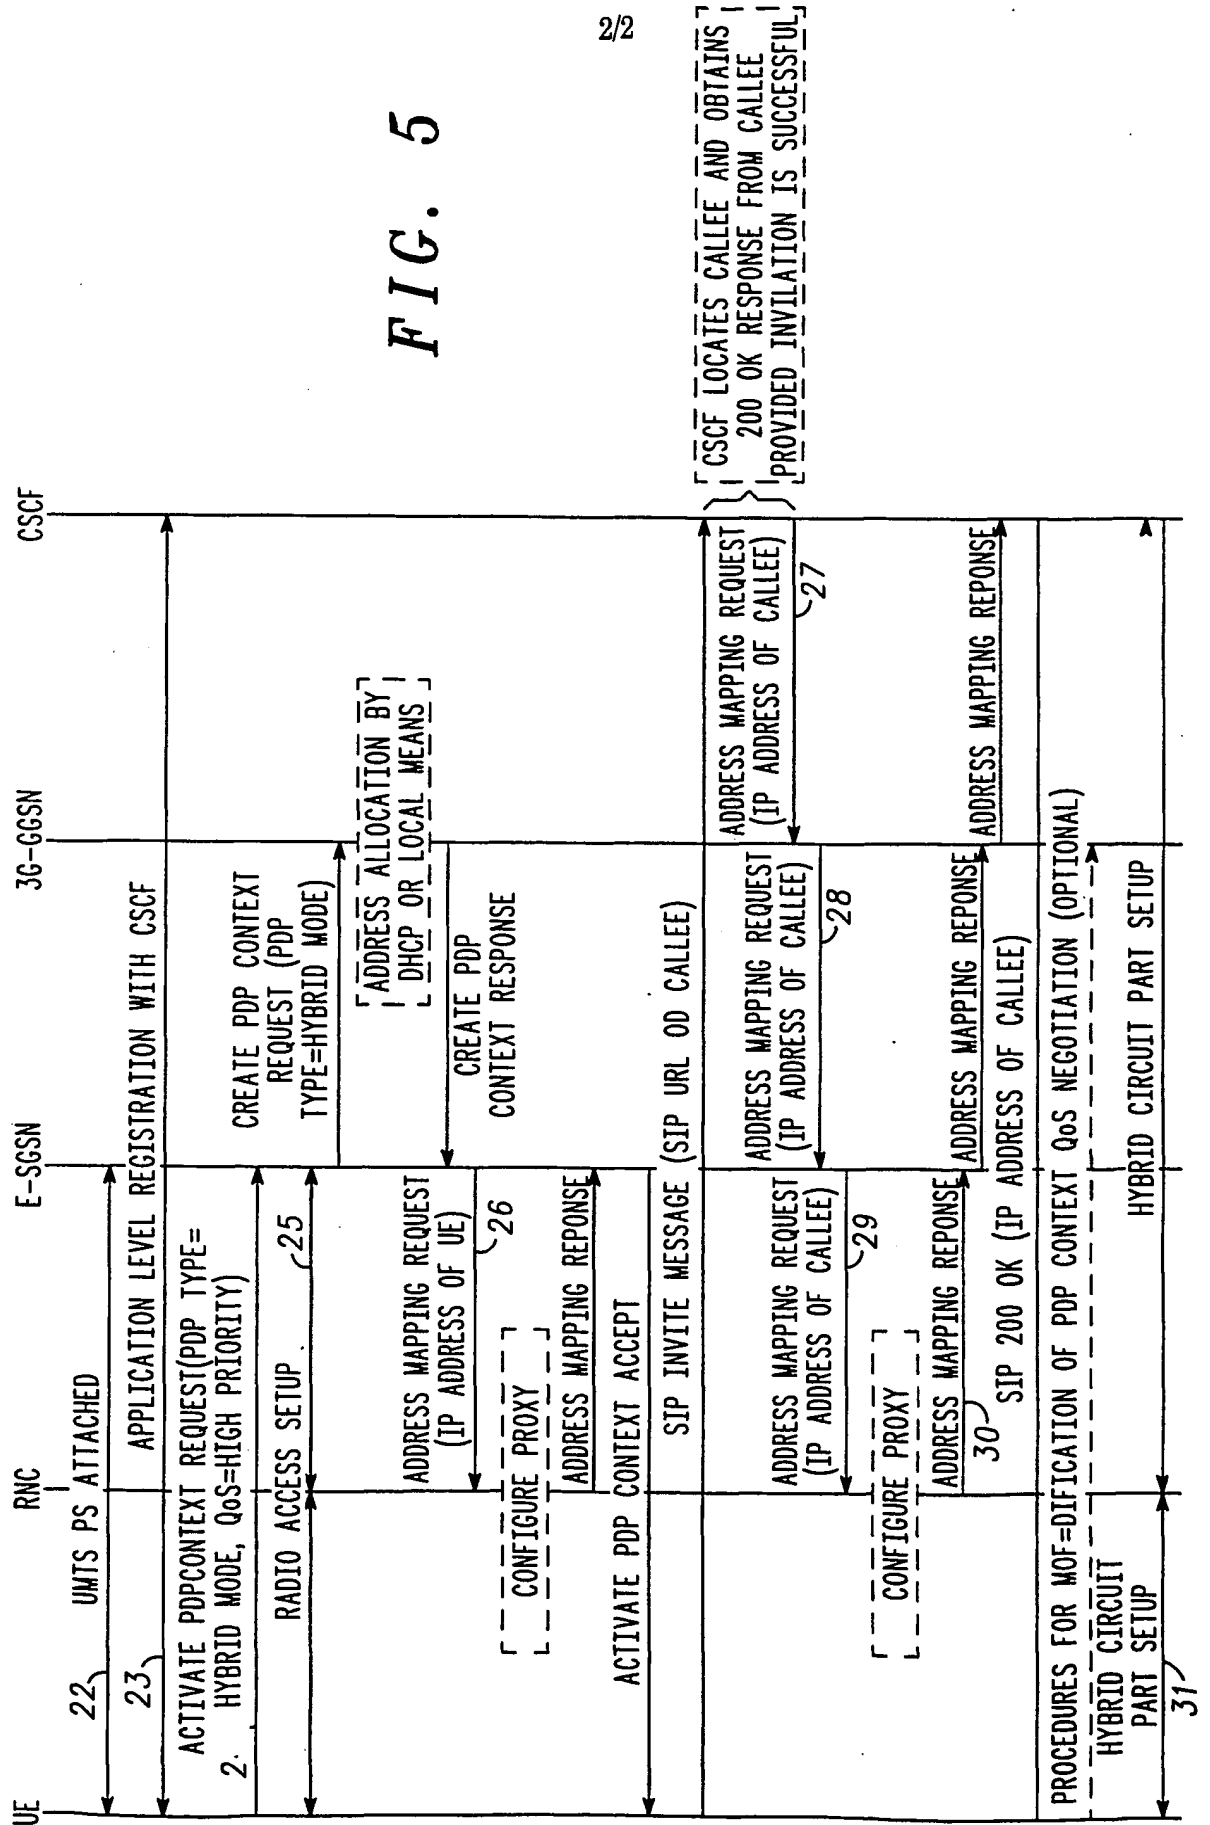 2/2
FIG. 5
UE
RNC
E-SGSN
3G-GGSN
CSCF
UMTS PS ATTACHED
22
APPLICATION LEVEL REGISTRATION WITH CSCF
23
ACTIVATE PDPCONTEXT REQUEST(PDP TYPE=
2. HYBRID MODE, QoS=HIGH PRIORITY)
RADIO ACCESS SETUP
25
CREATE PDP CONTEXT
REQUEST (PDP
TYPE=HYBRID MODE)
ADDRESS ALLOCATION BY
DHCP OR LOCAL MEANS
CREATE PDP
CONTEXT RESPONSE
ADDRESS MAPPING REQUEST
(IP ADDRESS OF UE)
26
CONFIGURE PROXY
ADDRESS MAPPING REPONSE
ACTIVATE PDP CONTEXT ACCEPT
SIP INVITE MESSAGE (SIP URL OD CALLEE)
CSCF LOCATES CALLEE AND OBTAINS
200 OK RESPONSE FROM CALLEE
PROVIDED INVILATION IS SUCCESSFUL
ADDRESS MAPPING REQUEST
(IP ADDRESS OF CALLEE)
27
ADDRESS MAPPING REQUEST
(IP ADDRESS OF CALLEE)
28
ADDRESS MAPPING REQUEST
(IP ADDRESS OF CALLEE)
29
CONFIGURE PROXY
ADDRESS MAPPING REPONSE
30
ADDRESS MAPPING REPONSE
ADDRESS MAPPING REPONSE
SIP 200 OK (IP ADDRESS OF CALLEE)
PROCEDURES FOR MOF=DIFICATION OF PDP CONTEXT QoS NEGOTIATION (OPTIONAL)
HYBRID CIRCUIT
PART SETUP
31
HYBRID CIRCUIT PART SETUP